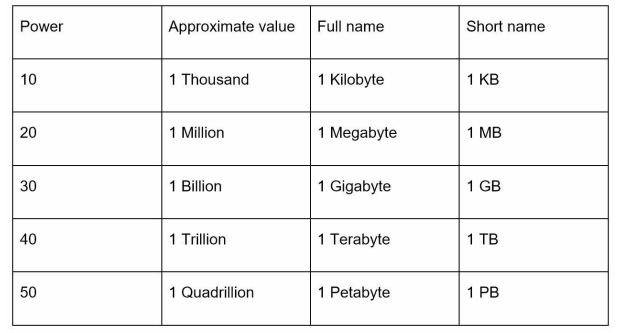 Power Approximate value Full name Short name
10 1 Thousand 1 Kilobyte 1 KB
20 1 Million 1 Megabyte 1 MB
30 1 Billion 1 Gigabyte 1 GB
40 1 Trillion 1 Terabyte 1 TB
50 1 Quadrillion 1 Petabyte 1 PB